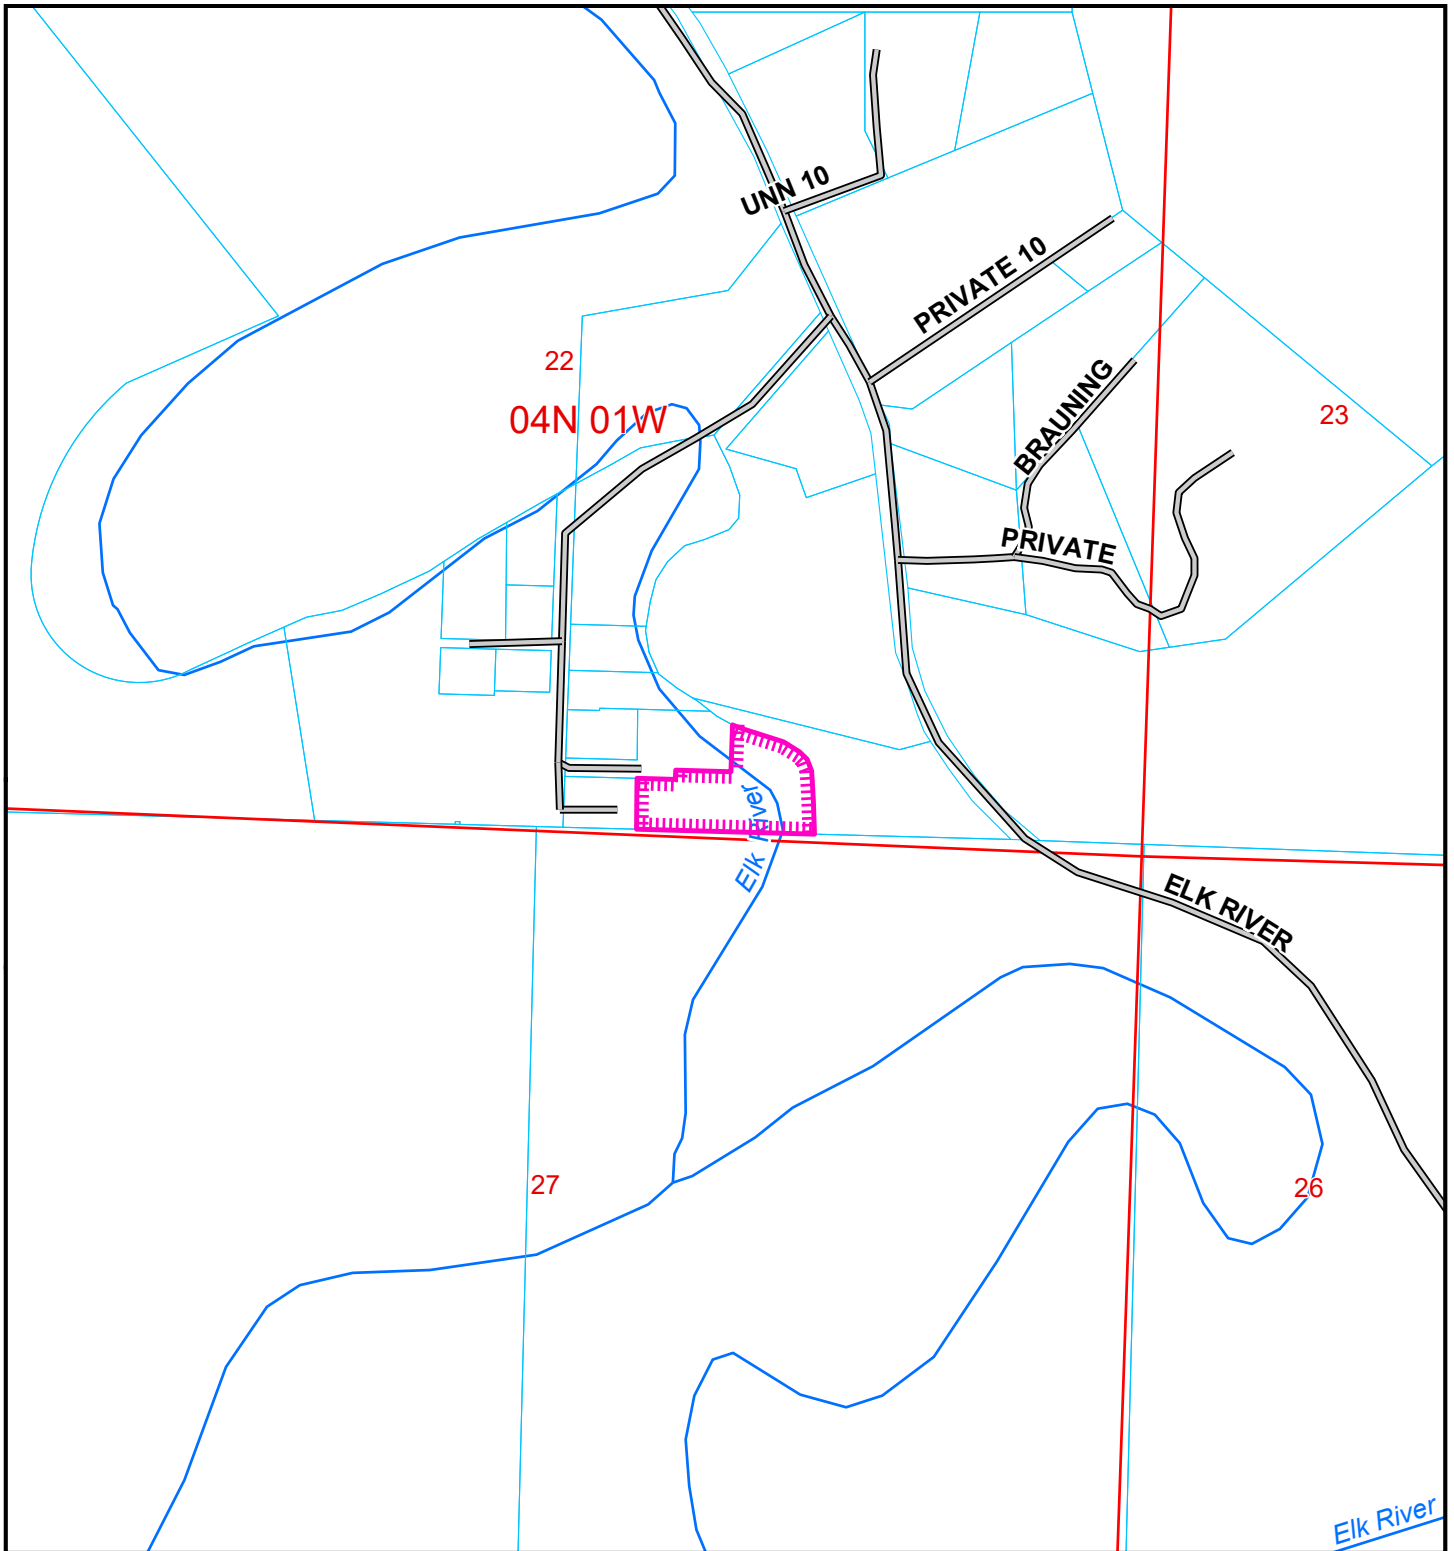 UNN 10
PRIVATE 10
22
04N 01W
BRAUNING
23
PRIVATE
Elk River
ELK RIVER
27
26
Elk River